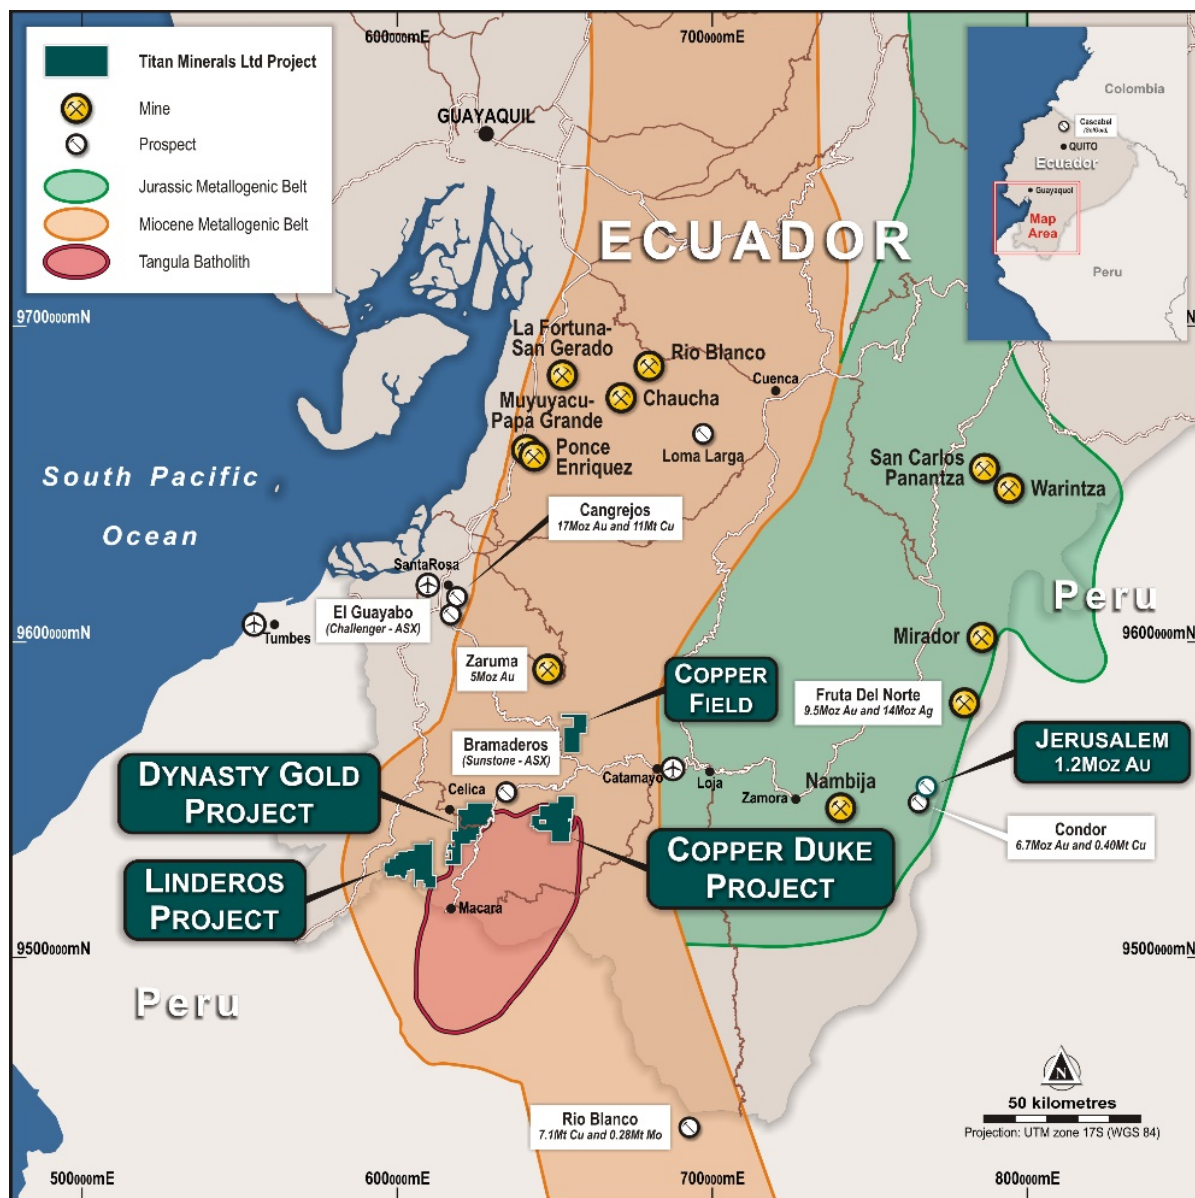 600000mE
700000mE
Titan Minerals Ltd Project
Mine
Prospect
Jurassic Metallogenic Belt
Miocene Metallogenic Belt
Tangula Batholith
GUAYAQUIL
Colombia
Cascabel
(SolGold)
QUITO
Ecuador
Guayaquol
Map
Area
Peru
ECUADOR
9700000mN
N
La Fortuna-
San Gerado
Rio Blanco
Cuenca
Muyuyacu-
Papa Grande
Chaucha
Ponce
Enriquez
Loma Larga
San Carlos
Panantza
Warintza
South Pacific
Ocean
Cangrejos
17Moz Au and 11Mt Cu
SantaRosa
El Guayabo
(Challenger - ASX)
Tumbes
Peru
9600000mN
9600000mN
Mirador
Zaruma
5Moz Au
COPPER
FIELD
Fruta Del Norte
9.5Moz Au and 14Moz Ag
JERUSALEM
1.2MOZ AU
Bramaderos
(Sunstone - ASX)
DYNASTY GOLD
PROJECT
Celica
Catamayo
Loja
Zamora
Nambija
Condor
6.7Moz Au and 0.40Mt Cu
COPPER DUKE
PROJECT
LINDEROS
PROJECT
Macara
9500000mN
9500000mN
Peru
N
50 kilometres
Projection: UTM zone 17S (WGS 84)
Rio Blanco
7.1Mt Cu and 0.28Mt Mo
500000mE
600000mE
700000mE
800000mE